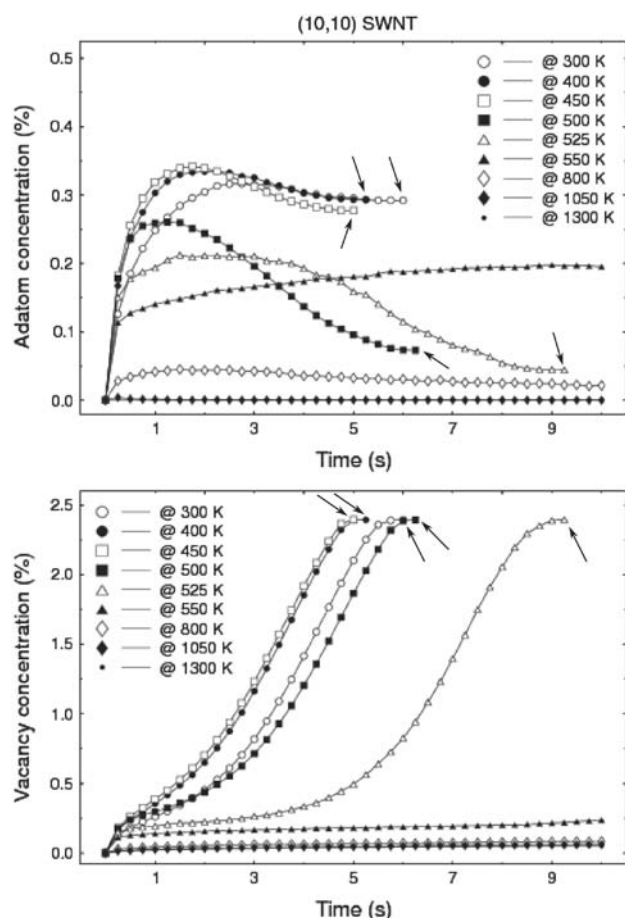 (10,10) SWNT
0.5
0.4
0.3
0.2
0.1
0.0
Adatom concentration (%)
@ 300 K
@ 400 K
@ 450 K
@ 500 K
@ 525 K
@ 550 K
@ 800 K
@ 1050 K
@ 1300 K
1 3 5 7 9
Time (s)
2.5
2.0
1.5
1.0
0.5
0.0
Vacancy concentration (%)
@ 300 K
@ 400 K
@ 450 K
@ 500 K
@ 525 K
@ 550 K
@ 800 K
@ 1050 K
@ 1300 K
1 3 5 7 9
Time (s)